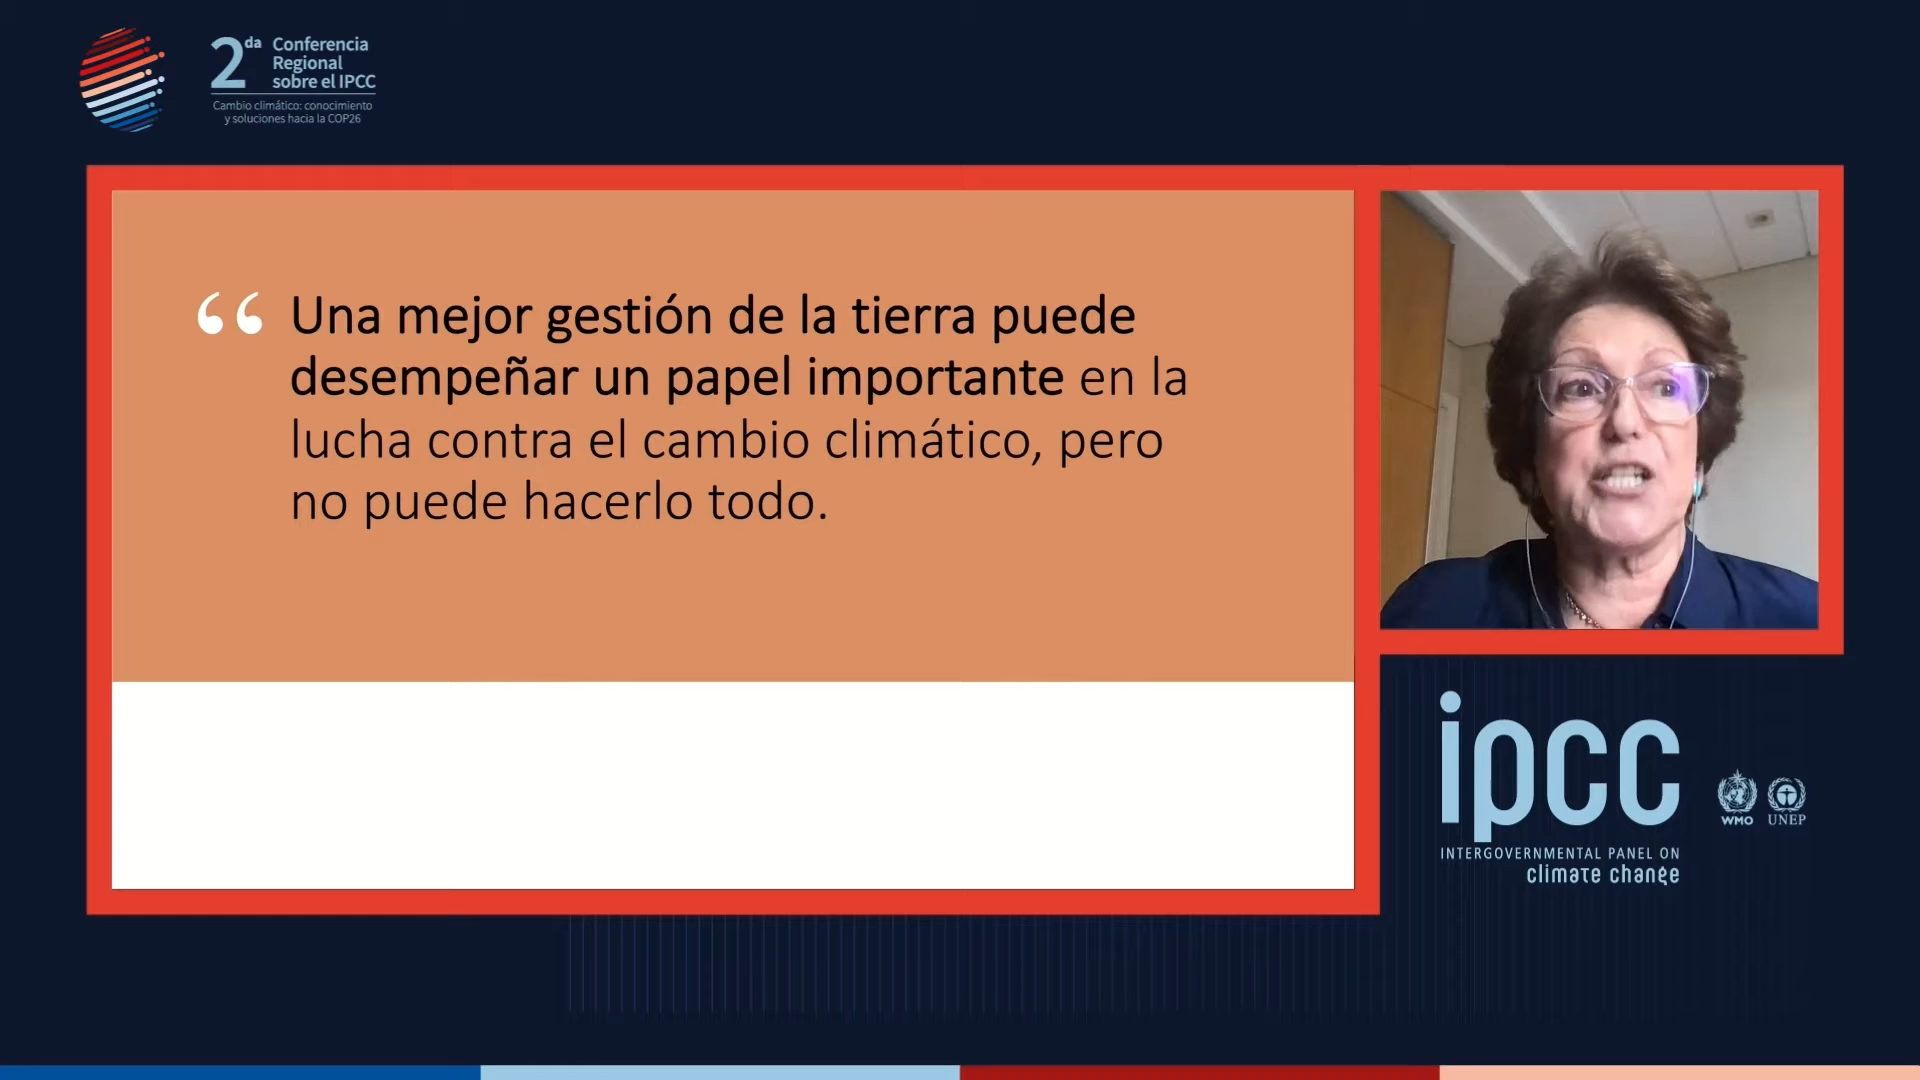 2da Conferencia
Regional
sobre el IPCC
Cambio climático: conocimiento
y soluciones hacia la COP26
“ Una mejor gestión de la tierra puede
desempeñar un papel importante en la
lucha contra el cambio climático, pero
no puede hacerlo todo.
ipcc
INTERGOVERNMENTAL PANEL ON
climate change
WMO
UNEP